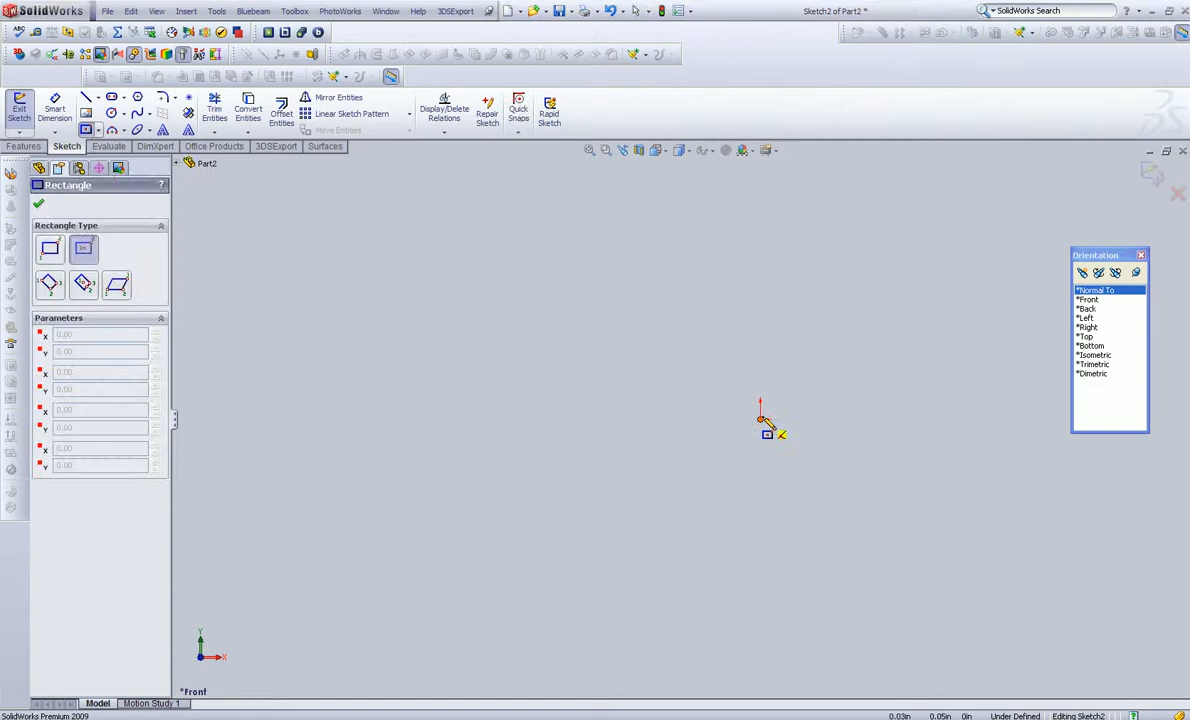 SolidWorks File Edit View Insert Tools Toolbox PhotoWorks Window Bluebeam Help 3DSExport Sketch2 of Part2 * SolidWorks Search
Exit Sketch
Smart Dimension
Trim Entities
Convert Entities
Offset Entities
Mirror Entities
Linear Sketch Pattern
Move Entities
Display/Delete Relations
Repair Sketch
Quick Snaps
Rapid Sketch
Features Sketch Evaluate DimXpert Office Products 3DSExport Surfaces
Part2
Rectangle ?
Rectangle Type
Parameters
X 0.00
Y 0.00
X 0.00
Y 0.00
X 0.00
Y 0.00
X 0.00
Y 0.00
Orientation
*Normal To
*Front
*Back
*Left
*Right
*Top
*Bottom
*Isometric
*Trimetric
*Dimetric
Y
X
*Front
Model Motion Study 1
SolidWorks Premium 2009 0.03in 0.05in 0in Under Defined Editing Sketch2